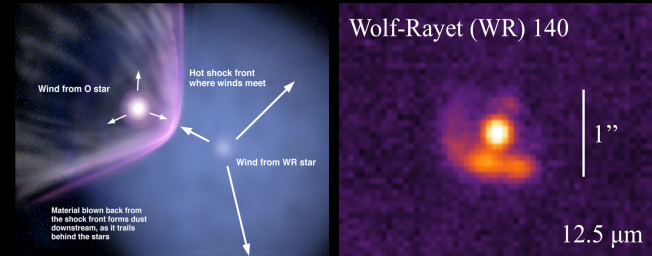 Wind from O star
Hot shock front
where winds meet
Wind from WR star
Material blown back from
the shock front forms dust
downstream, as it trails
behind the stars
Wolf-Rayet (WR) 140
1”
12.5 μm